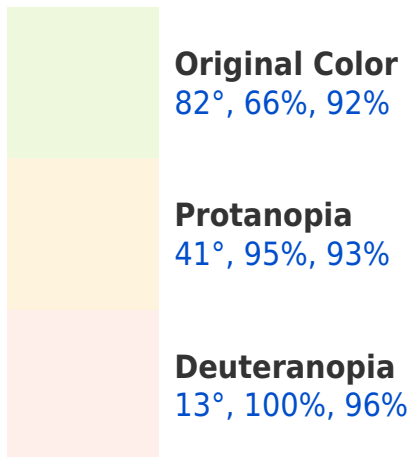 Original Color
82°, 66%, 92%
Protanopia
41°, 95%, 93%
Deuteranopia
13°, 100%, 96%